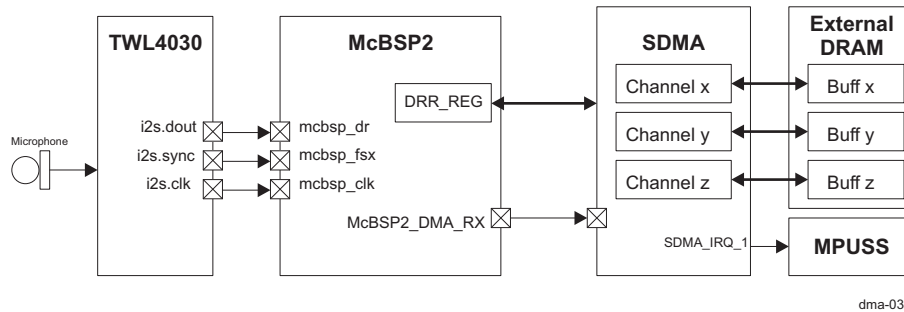 TWL4030
McBSP2
SDMA
External
DRAM
Channel x
Buff x
DRR_REG
i2s.dout
mcbsp_dr
Channel y
Buff y
Microphone
i2s.sync
mcbsp_fsx
i2s.clk
mcbsp_clk
Channel z
Buff z
McBSP2_DMA_RX
SDMA_IRQ_1
MPUSS
dma-03